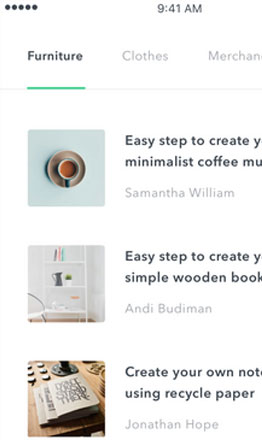 9:41 AM
Furniture Clothes Merchan
Easy step to create y
minimalist coffee mu
Samantha William
Easy step to create y
simple wooden book
Andi Budiman
Create your own not
using recycle paper
Jonathan Hope